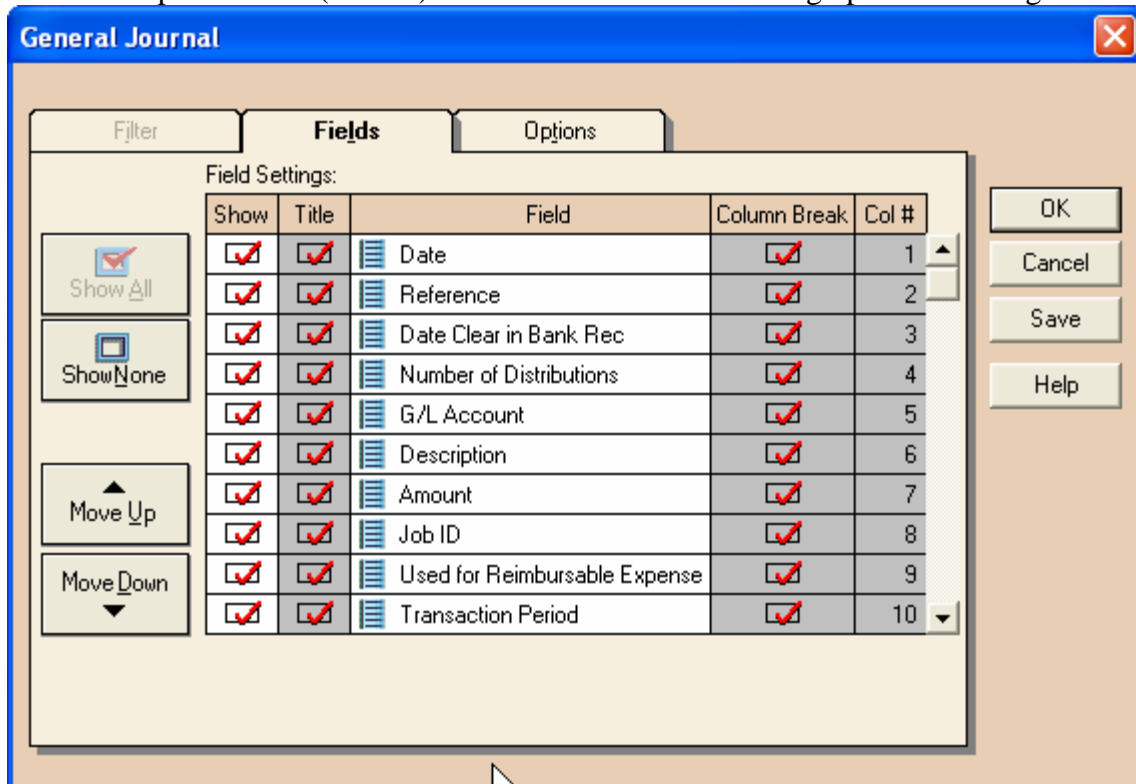 General Journal
Filter Fields Options
Field Settings:
Show Title Field Column Break Col #
Date 1
Reference 2
Date Clear in Bank Rec 3
Number of Distributions 4
G/L Account 5
Description 6
Amount 7
Job ID 8
Used for Reimbursable Expense 9
Transaction Period 10
Show All
Show None
Move Up
Move Down
OK
Cancel
Save
Help